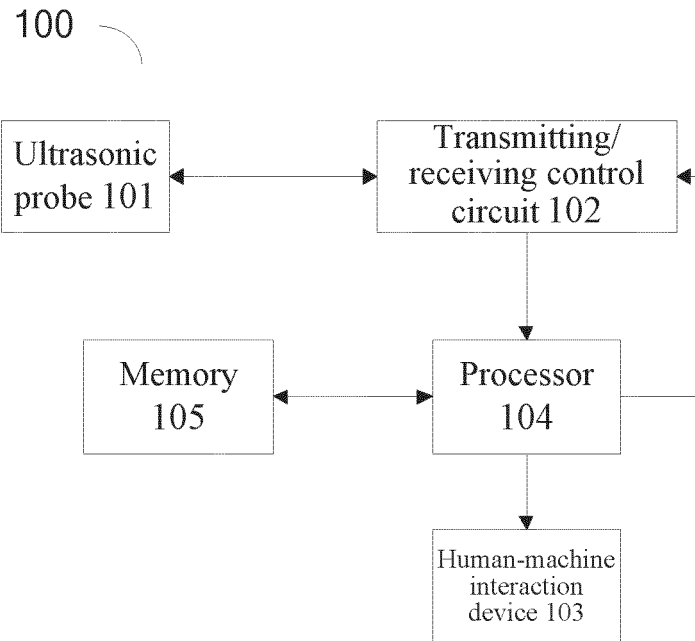 100
Ultrasonic
probe 101
Transmitting/
receiving control
circuit 102
Memory
105
Processor
104
Human-machine
interaction
device 103